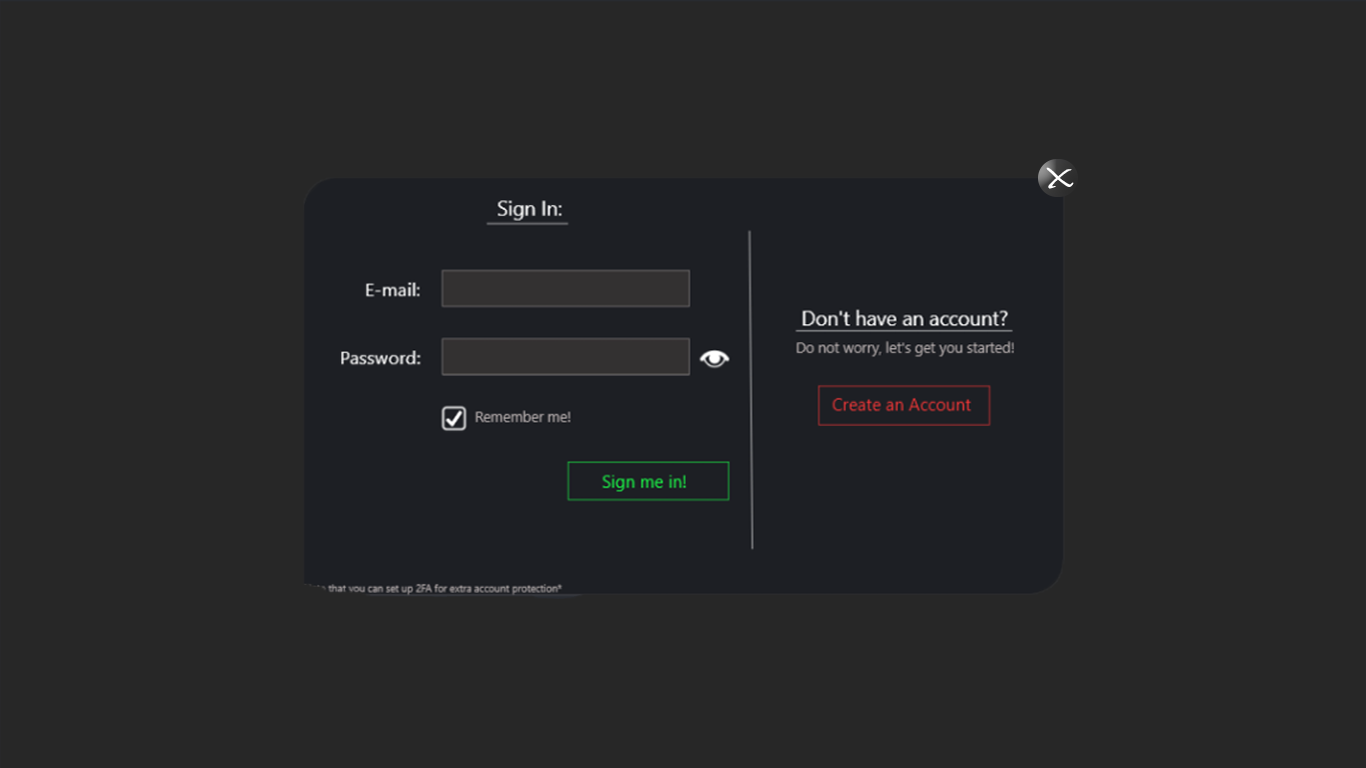 Sign In:
E-mail:
Password:
Remember me!
Sign me in!
Don't have an account?
Do not worry, let's get you started!
Create an Account
that you can set up 2FA for extra account protection*